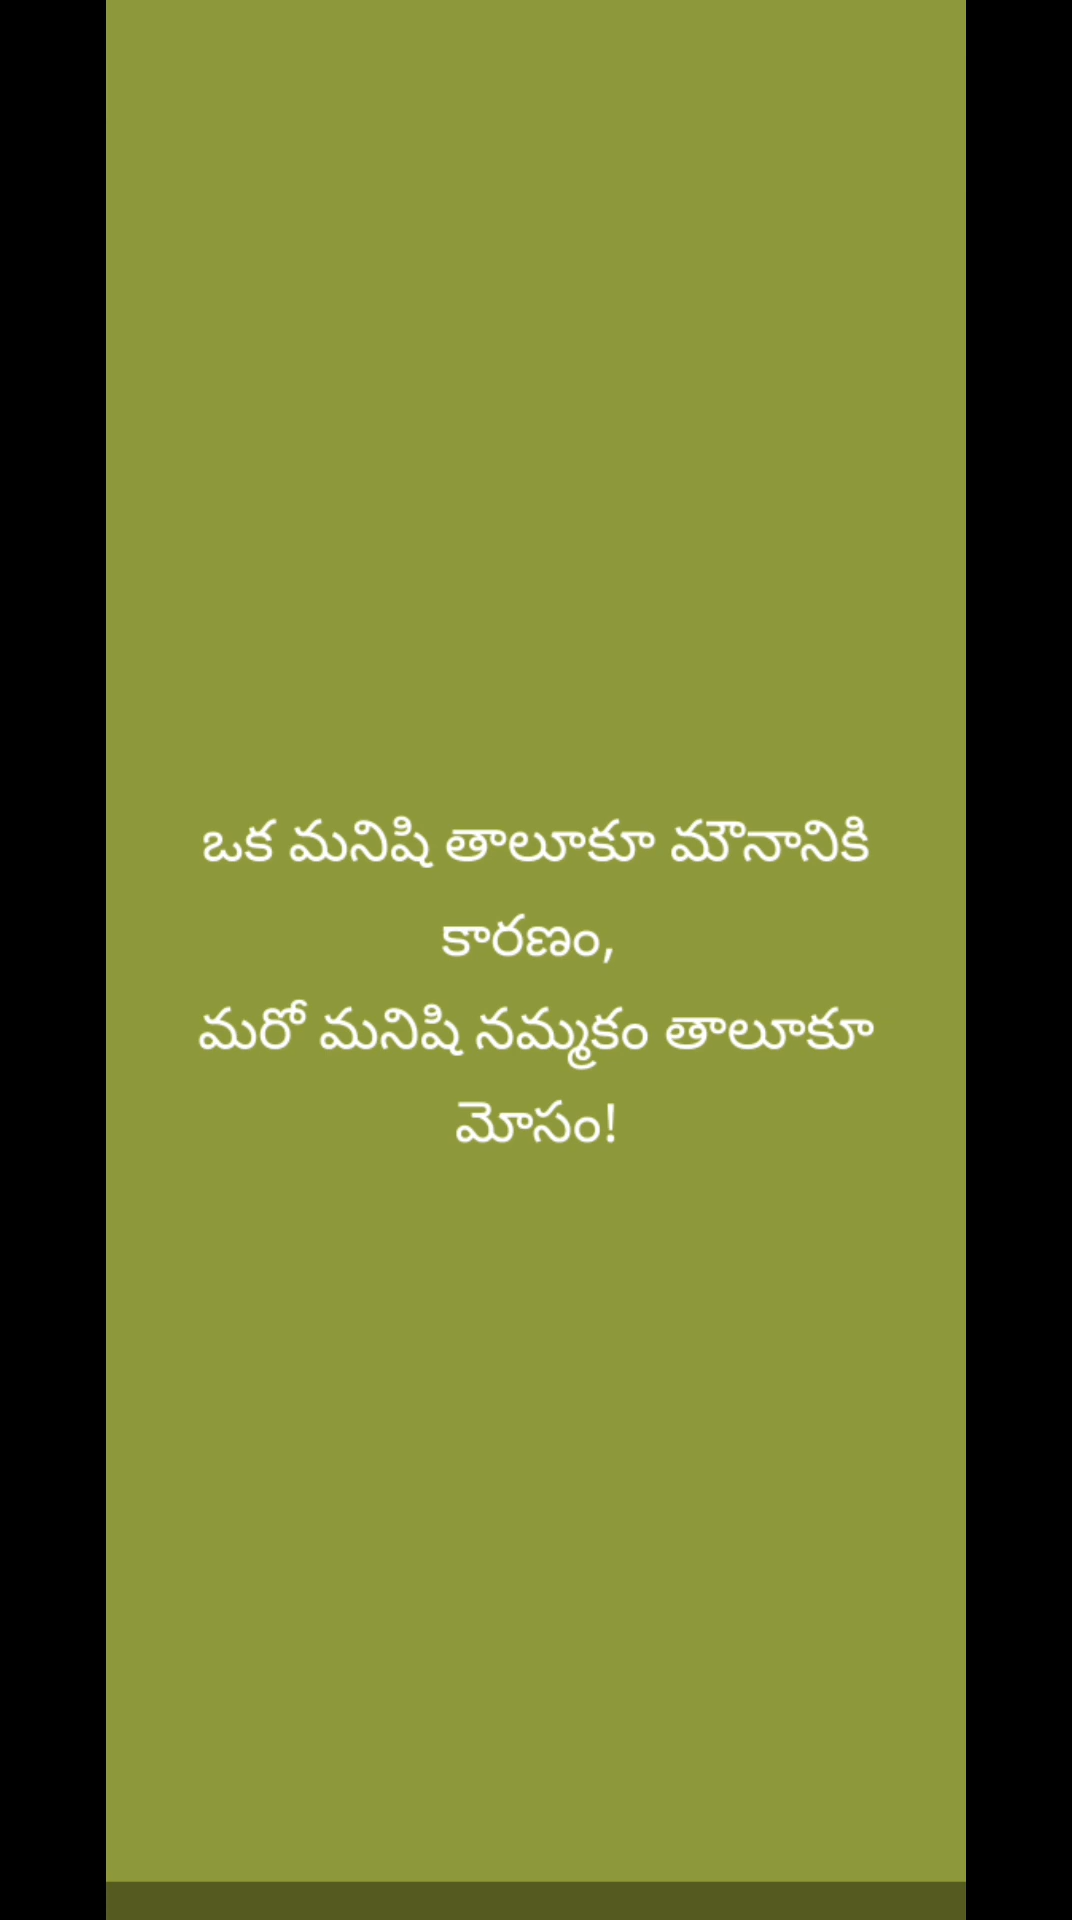 ఒక మనిషి తాలూకూ మౌనానికి
కారణం,
మరో మనిషి నమ్మకం తాలూకూ
మోసం!